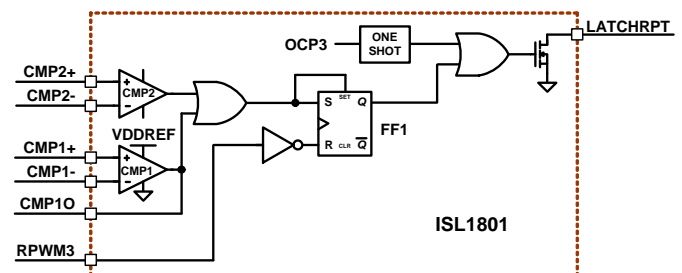 LATCHRPT
OCP3
ONE
SHOT
CMP2+
CMP2-
+
-
CMP2
S
SET
Q
FF1
R
CLR
Q
VDDREF
CMP1+
CMP1-
+
-
CMP1
CMP1O
RPWM3
ISL1801